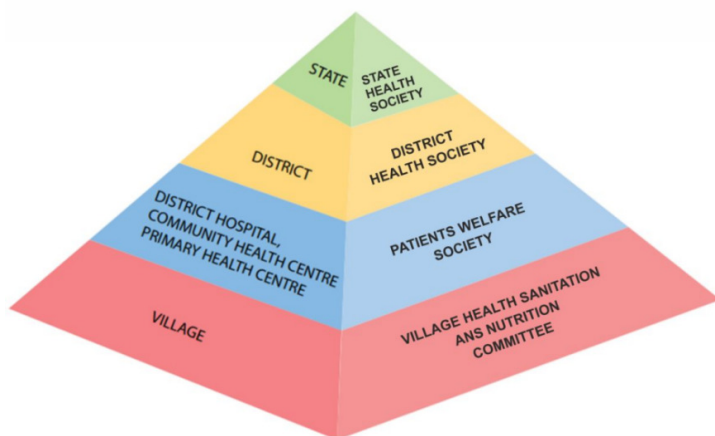 STATE
STATE
HEALTH
SOCIETY
DISTRICT
DISTRICT
HEALTH SOCIETY
DISTRICT HOSPITAL,
COMMUNITY HEALTH CENTRE
PRIMARY HEALTH CENTRE
PATIENTS WELFARE
SOCIETY
VILLAGE
VILLAGE HEALTH SANITATION
ANS NUTRITION
COMMITTEE